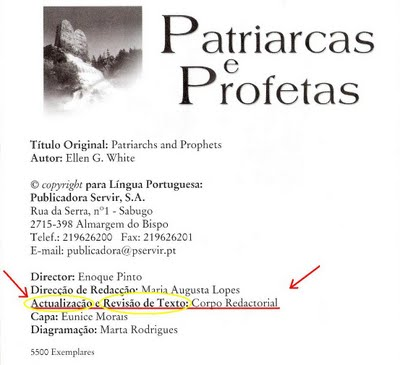 Patriarcas
e
Profetas
Título Original: Patriarchs and Prophets
Autor: Ellen G. White
© copyright para Língua Portuguesa:
Publicadora Servir, S.A.
Rua da Serra, nº1 - Sabugo
2715-398 Almargem do Bispo
Telef.: 219626200 Fax: 219626201
E-mail: publicadora@pservir.pt
Director: Enoque Pinto
Direcção de Redacção: Maria Augusta Lopes
Actualização e Revisão de Texto: Corpo Redactorial
Capa: Eunice Morais
Diagramação: Marta Rodrigues
5500 Exemplares